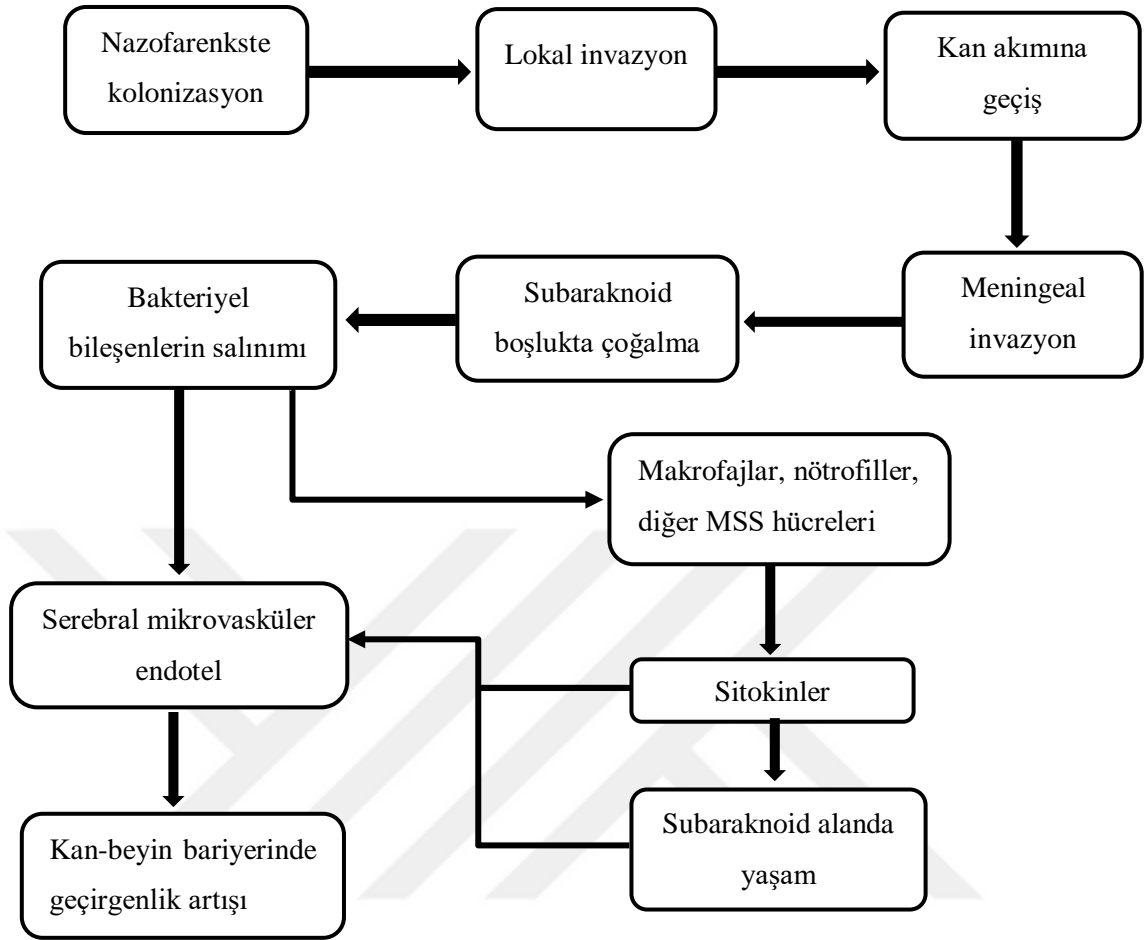 Nazofarenkste
kolonizasyon
Lokal invazyon
Kan akımına
geçiş
Meningeal
invazyon
Subaraknoid
boşlukta çoğalma
Bakteriyel
bileşenlerin salınımı
Makrofajlar, nötrofiller,
diğer MSS hücreleri
Serebral mikrovasküler
endotel
Sitokinler
Subaraknoid alanda
yaşam
Kan-beyin bariyerinde
geçirgenlik artışı